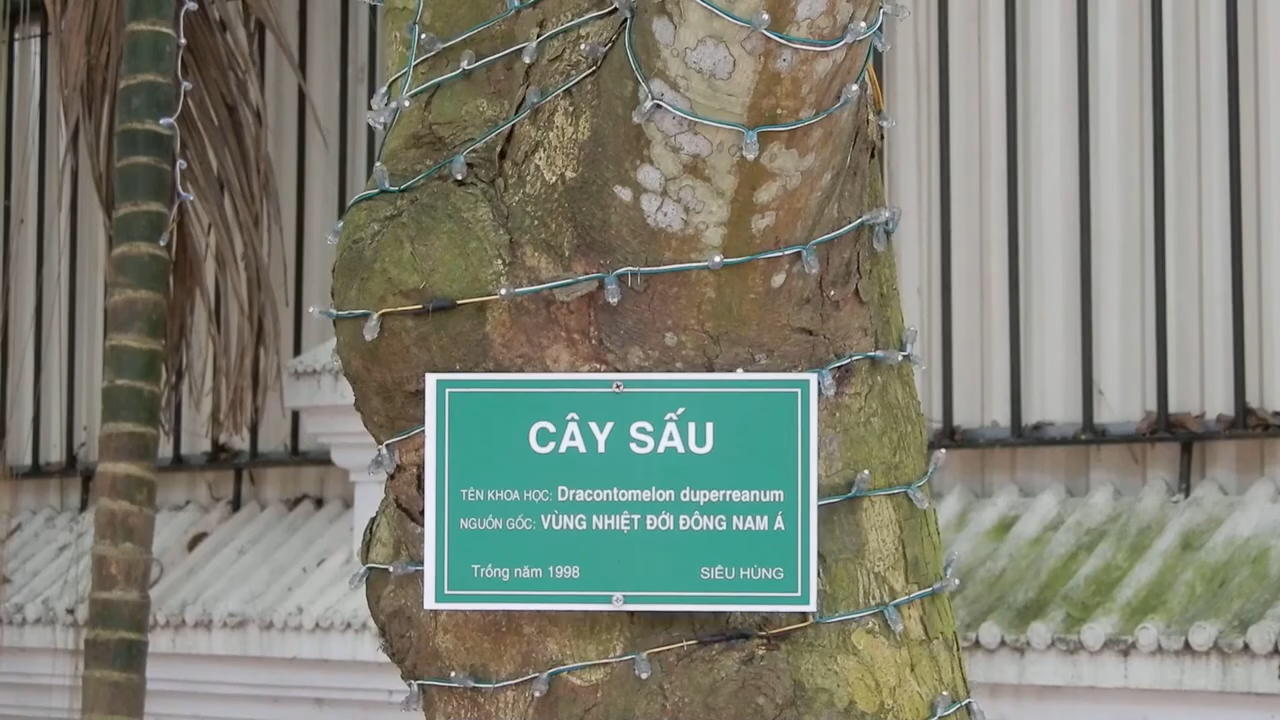 CÂY SẤU
TÊN KHOA HỌC: Dracontomelon duperreanum
NGUỒN GỐC: VÙNG NHIỆT ĐỚI ĐÔNG NAM Á
Trồng năm 1998 SIÊU HÙNG